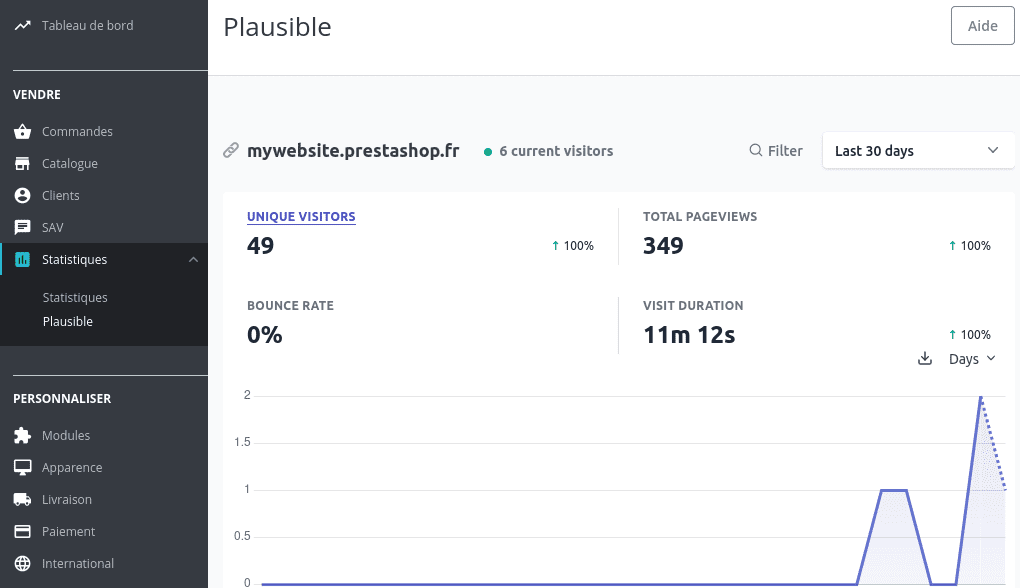 Tableau de bord
VENDRE
Commandes
Catalogue
Clients
SAV
Statistiques
Statistiques
Plausible
PERSONNALISER
Modules
Apparence
Livraison
Paiement
International
Plausible
Aide
mywebsite.prestashop.fr
6 current visitors
Filter
Last 30 days
UNIQUE VISITORS
49
↑ 100%
TOTAL PAGEVIEWS
349
↑ 100%
BOUNCE RATE
0%
VISIT DURATION
11m 12s
↑ 100%
Days
2
1.5
1
0.5
0